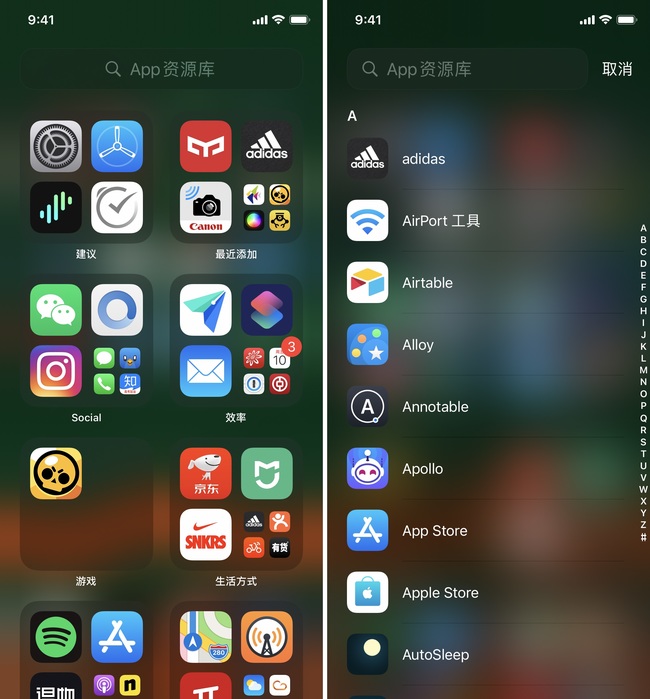 9:41
App资源库
adidas
Canon
建议
最近添加
知
10
3
Social
效率
京东
SNKRS
有货
游戏
生活方式
280
n
得物
9:41
App资源库
取消
A
adidas
adidas
AirPort 工具
Airtable
Alloy
A
Annotable
Apollo
App Store
Apple Store
AutoSleep
A
B
C
D
E
F
G
H
I
J
K
L
M
N
O
P
Q
R
S
T
U
V
W
X
Y
Z
#